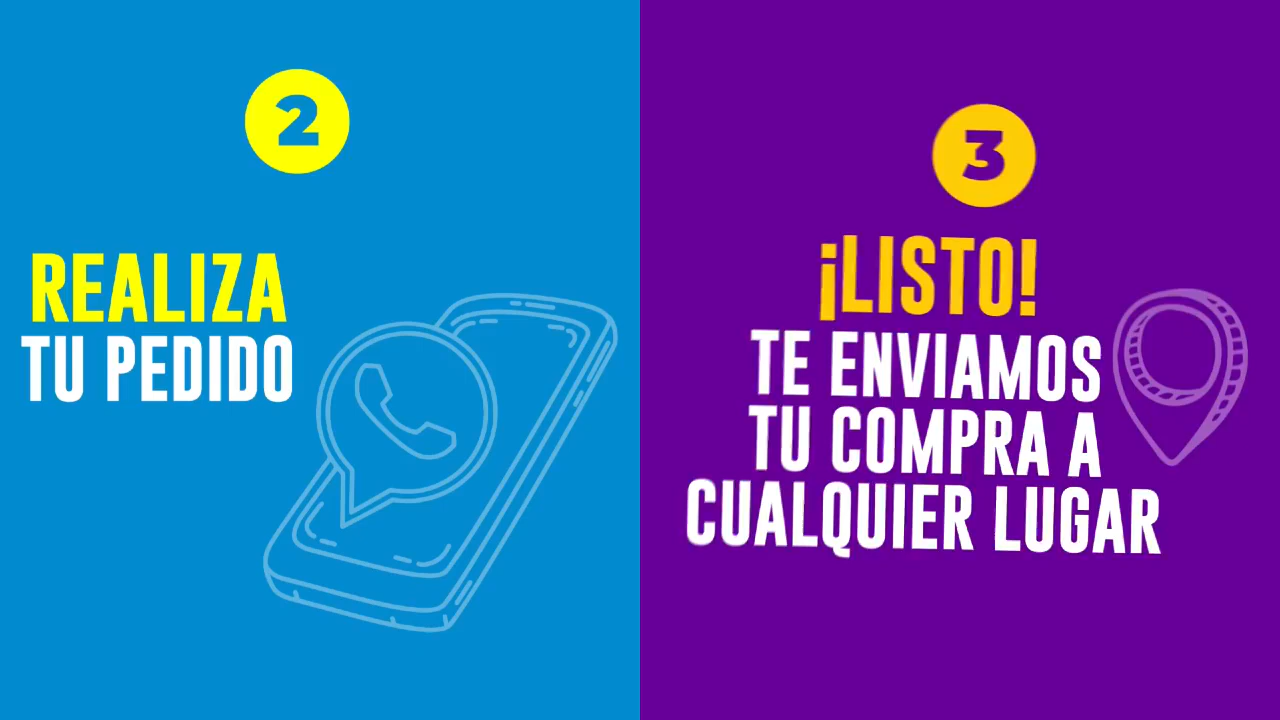 2
REALIZA
TU PEDIDO
3
¡LISTO!
TE ENVIAMOS
TU COMPRA A
CUALQUIER LUGAR